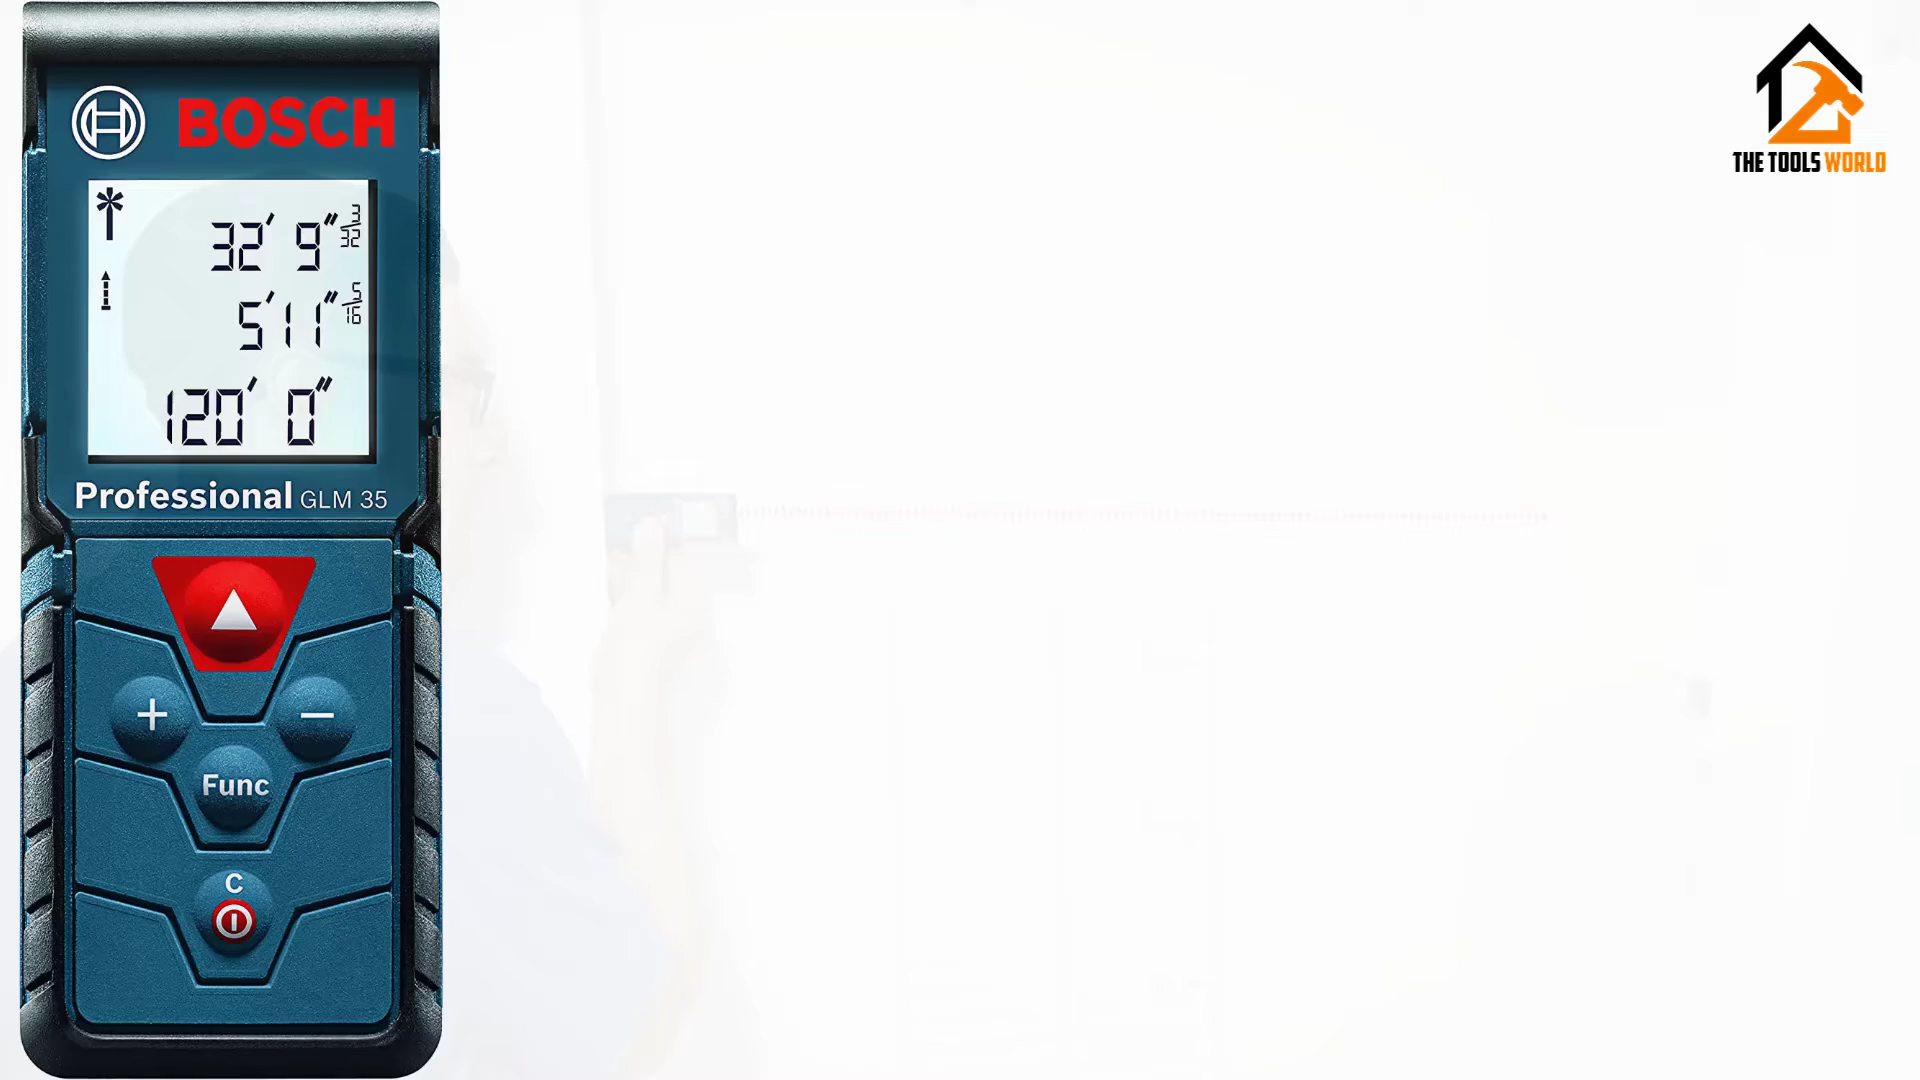 BOSCH
32' 9" 3/32
5' 11" 5/16
120' 0"
Professional GLM 35
+ −
Func
C
THE TOOLS WORLD